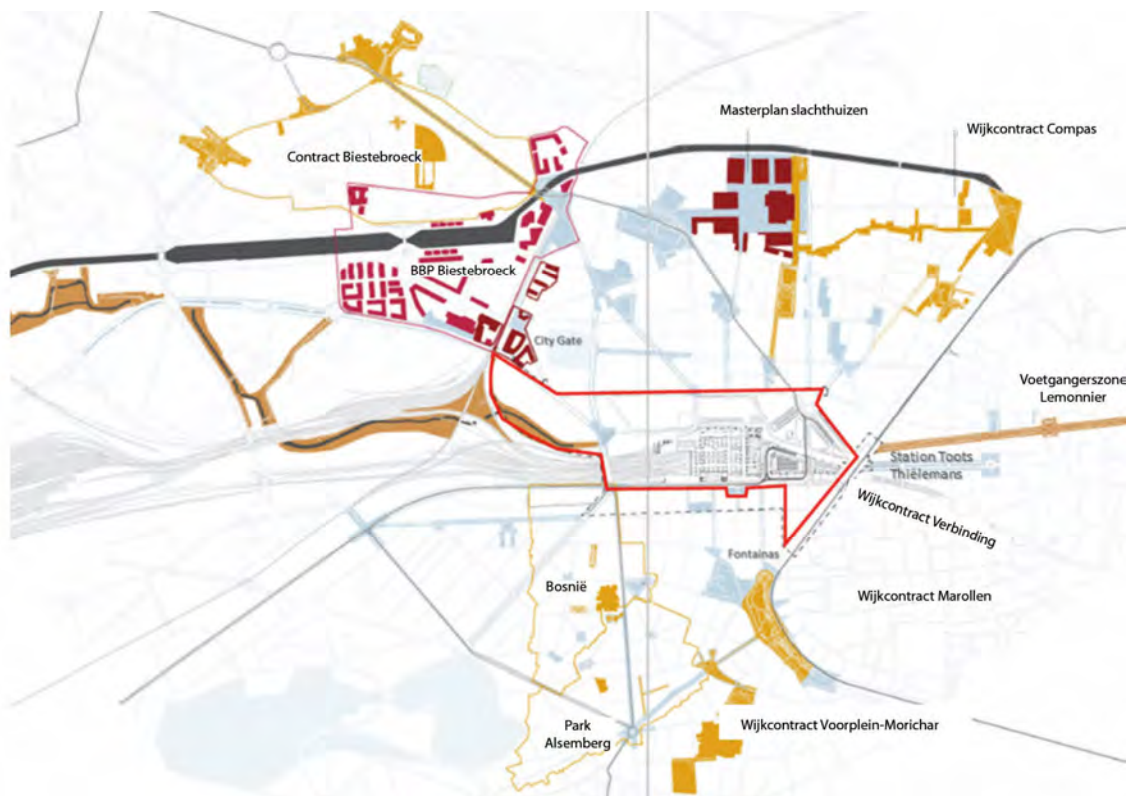 Masterplan slachthuizen
Wijkcontract Compas
Contract Biestebroeck
BBP Biestebroeck
City Gate
Voetgangerszone
Lemonnier
Station Toots
Thiëlemans
Wijkcontract Verbinding
Fontainas
Bosnië
Wijkcontract Marollen
Park
Alsemberg
Wijkcontract Voorplein-Morichar